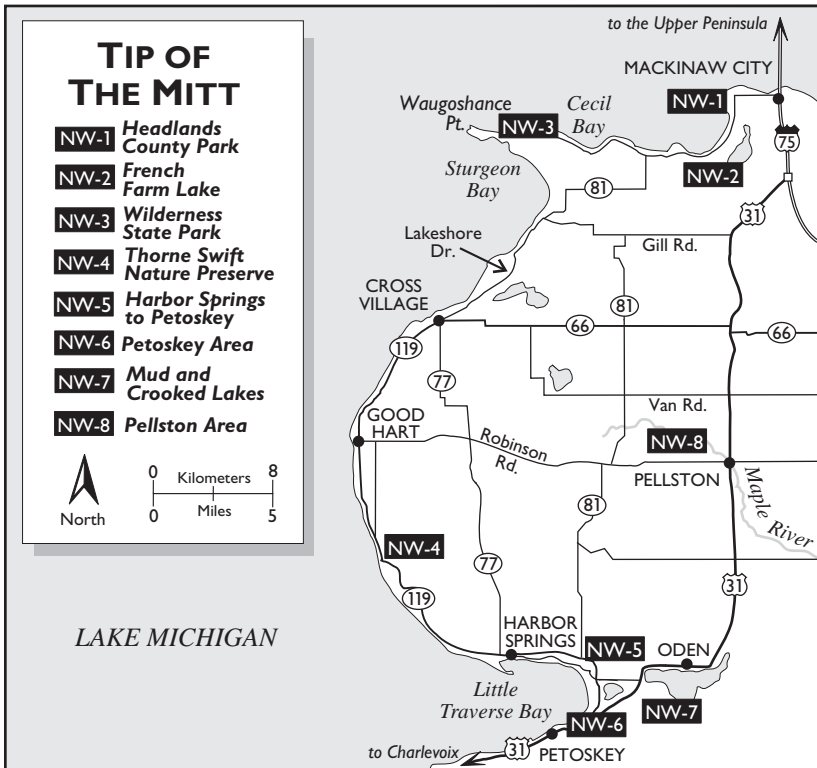 TIP OF
THE MITT
NW-1 Headlands
County Park
NW-2 French
Farm Lake
NW-3 Wilderness
State Park
NW-4 Thorne Swift
Nature Preserve
NW-5 Harbor Springs
to Petoskey
NW-6 Petoskey Area
NW-7 Mud and
Crooked Lakes
NW-8 Pellston Area
North
0 Kilometers 8
0 Miles 5
to the Upper Peninsula
MACKINAW CITY
NW-1
Waugoshance
Pt.
NW-3
Cecil
Bay
75
NW-2
Sturgeon
Bay
81
31
Lakeshore
Dr.
Gill Rd.
CROSS
VILLAGE
81
66
66
119
77
Van Rd.
GOOD
HART
Robinson
Rd.
NW-8
PELLSTON
Maple
River
81
NW-4
77
31
119
LAKE MICHIGAN
HARBOR
SPRINGS
NW-5
ODEN
Little
Traverse Bay
NW-7
NW-6
to Charlevoix
31
PETOSKEY